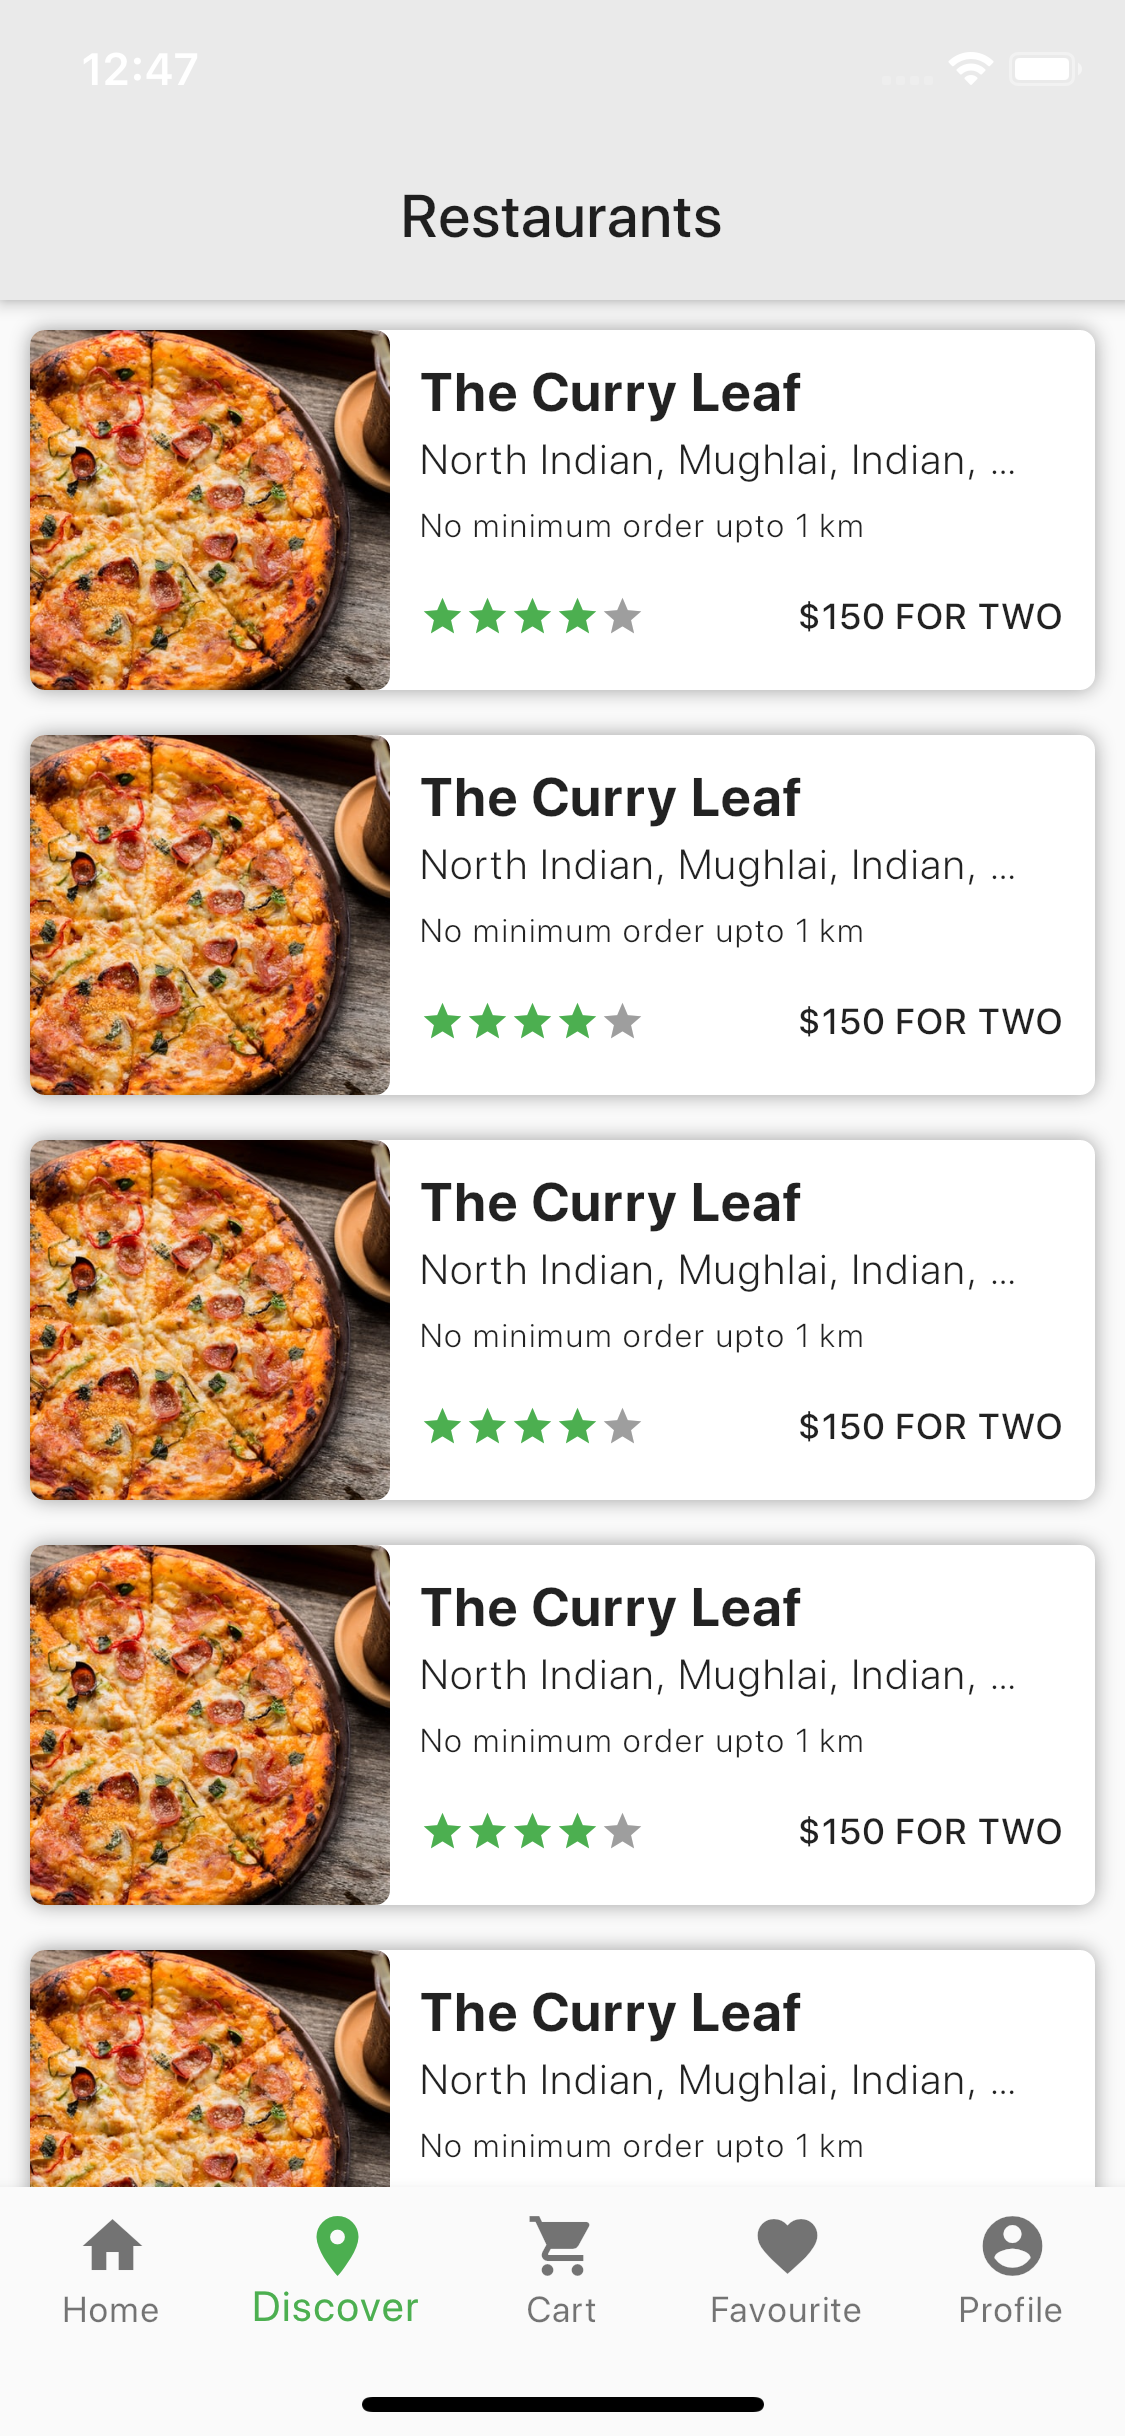 12:47
Restaurants
The Curry Leaf
North Indian, Mughlai, Indian, ...
No minimum order upto 1 km
$150 FOR TWO
The Curry Leaf
North Indian, Mughlai, Indian, ...
No minimum order upto 1 km
$150 FOR TWO
The Curry Leaf
North Indian, Mughlai, Indian, ...
No minimum order upto 1 km
$150 FOR TWO
The Curry Leaf
North Indian, Mughlai, Indian, ...
No minimum order upto 1 km
$150 FOR TWO
The Curry Leaf
North Indian, Mughlai, Indian, ...
No minimum order upto 1 km
Home Discover Cart Favourite Profile